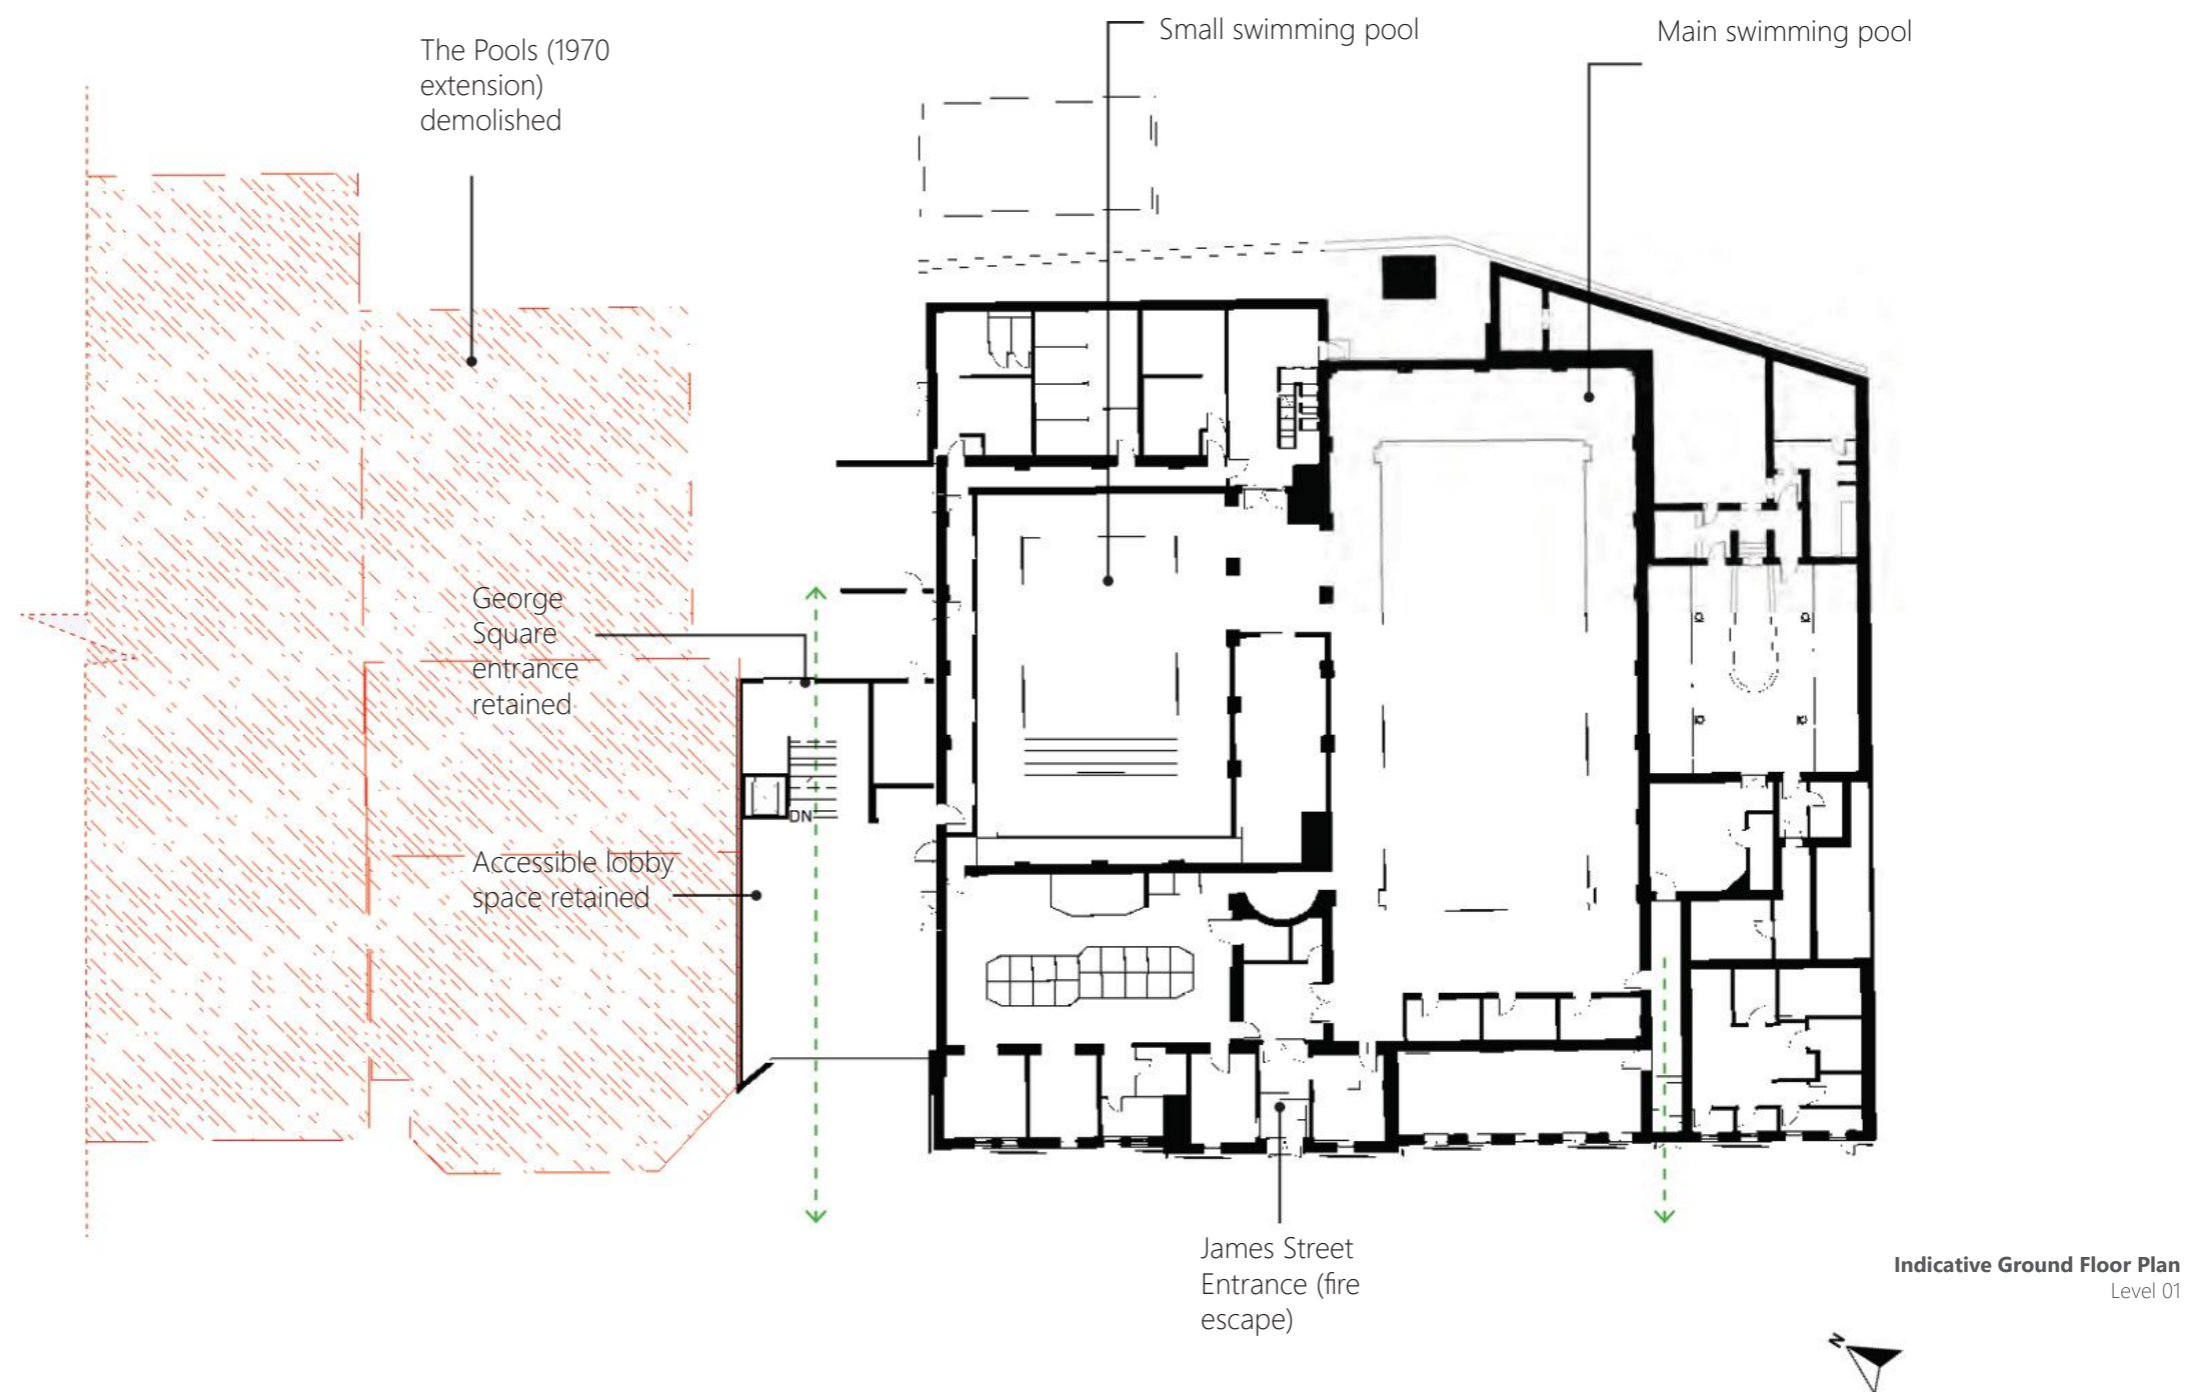 Small swimming pool
Main swimming pool
The Pools (1970
extension)
demolished
George
Square
entrance
retained
DN
Accessible lobby
space retained
James Street
Entrance (fire
escape)
Indicative Ground Floor Plan
Level 01
N